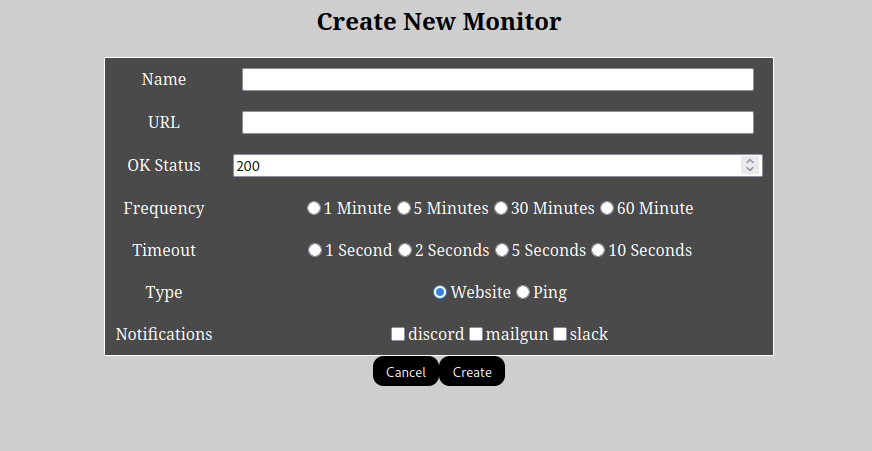 Create New Monitor
Name
URL
OK Status 200
Frequency 1 Minute 5 Minutes 30 Minutes 60 Minute
Timeout 1 Second 2 Seconds 5 Seconds 10 Seconds
Type Website Ping
Notifications discord mailgun slack
Cancel Create